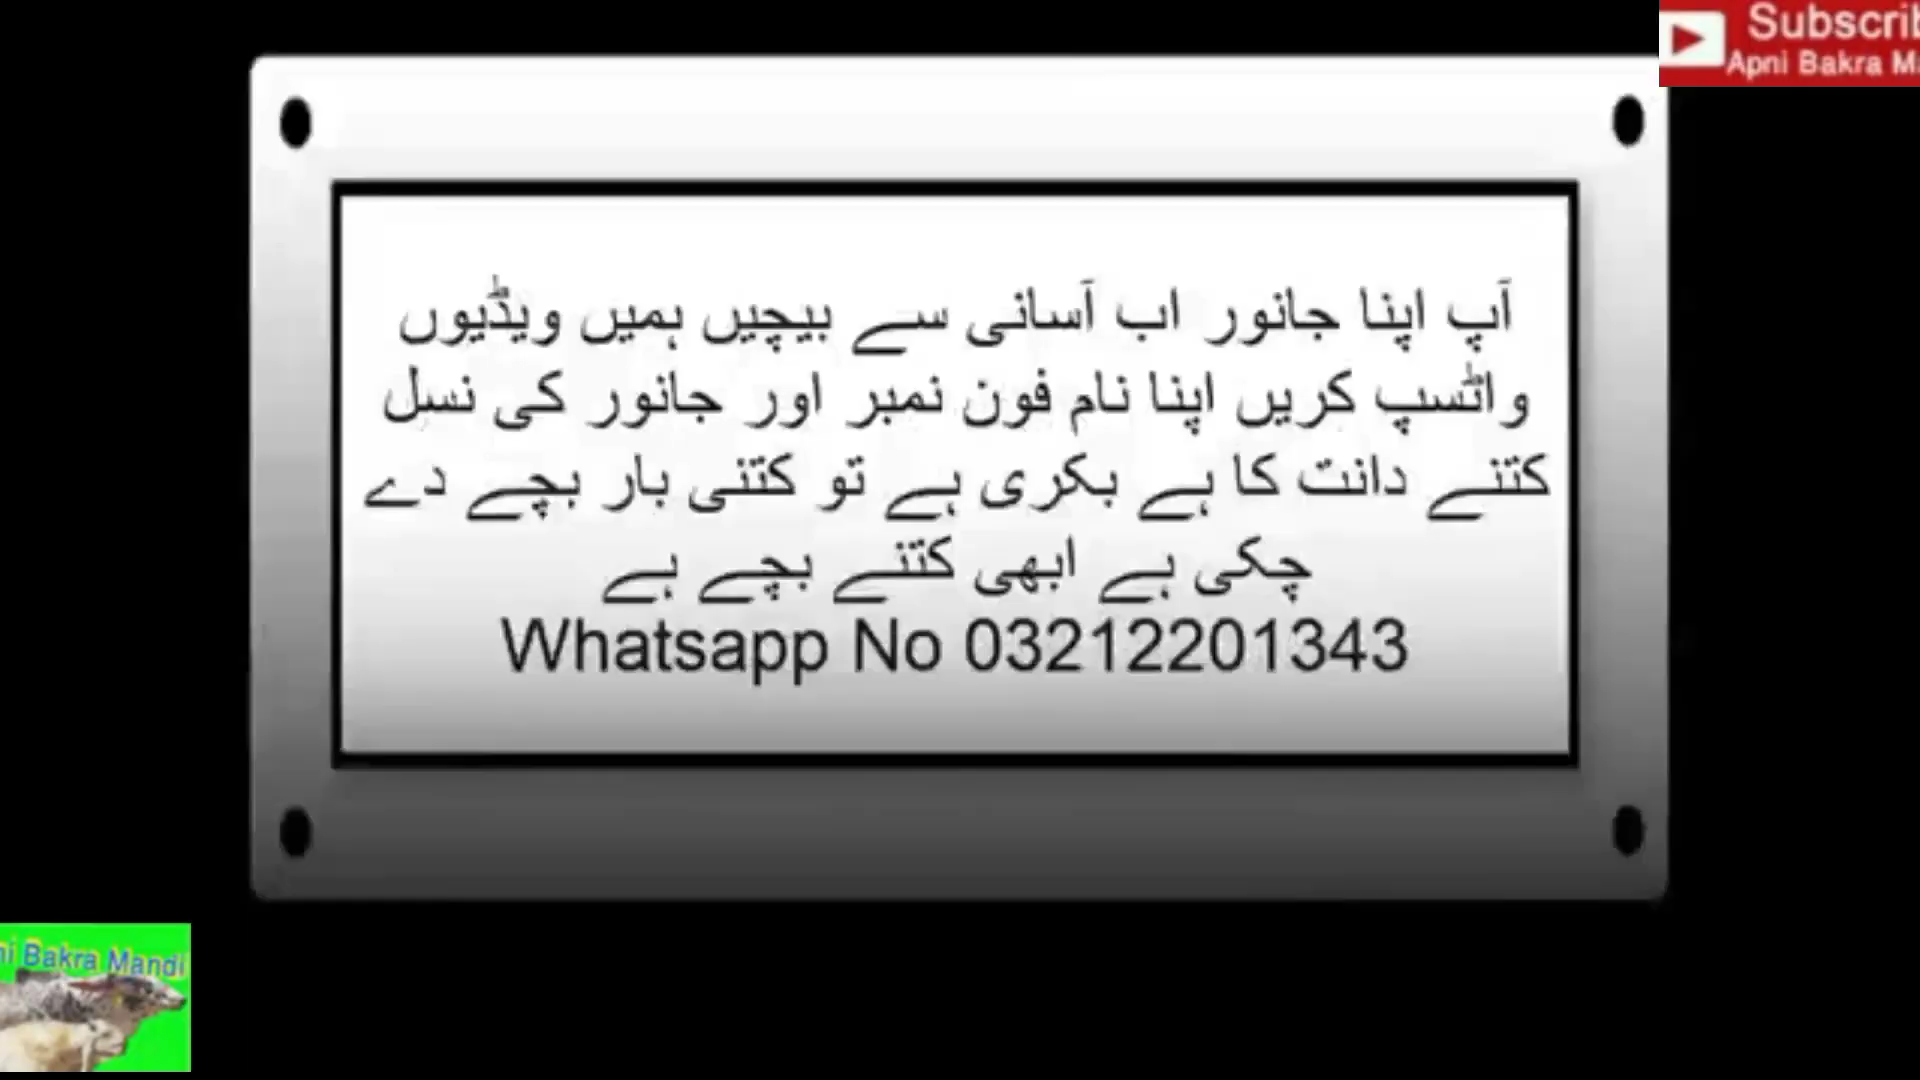 Subscrib
Apni Bakra Ma
آپ اپنا جانور اب آسانی سے بیچیں ہمیں ویڈیوں
واٹسپ کریں اپنا نام فون نمبر اور جانور کی نسل
کتنے دانت کا ہے بکری ہے تو کتنی بار بچے دے
چکی ہے ابھی کتنے بچے ہے
Whatsapp No 03212201343
ni Bakra Mandi